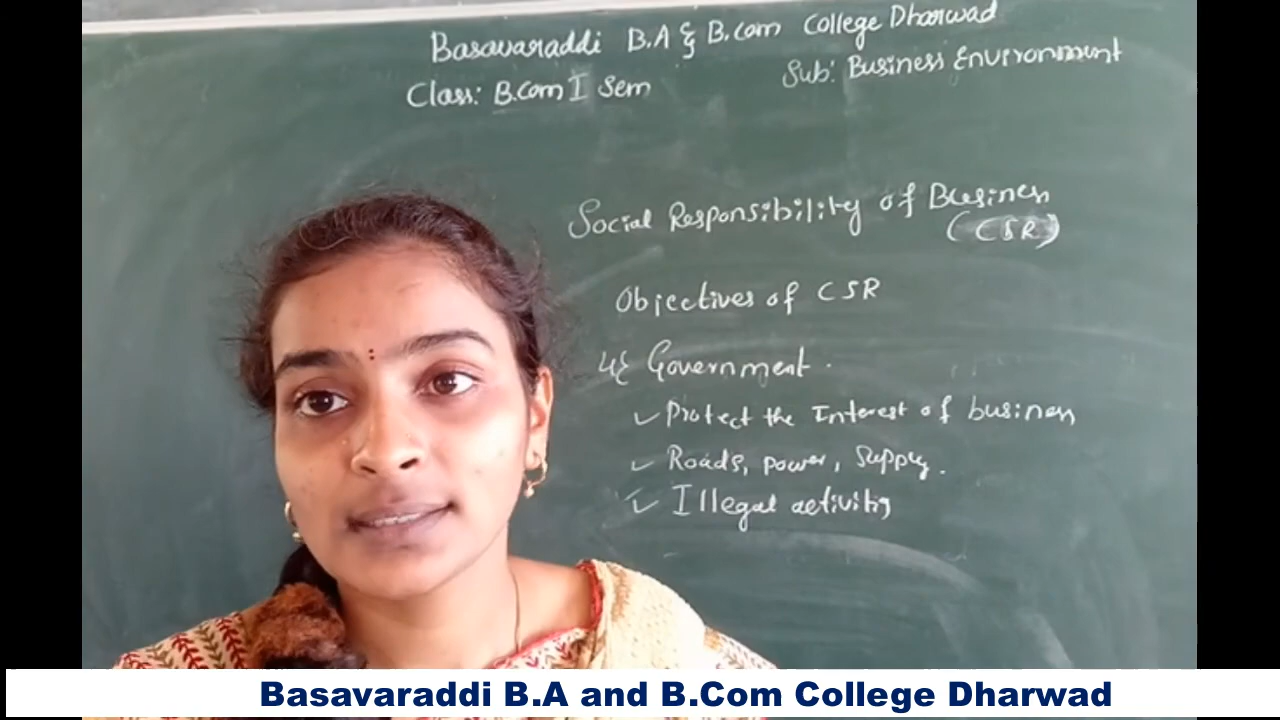 Basavaraddi B.A & B.com College Dharwad
Class: B.Com I Sem
Sub: Business Environment
Social Responsibility of Business
(CSR)
Objectives of CSR
4} Government.
✓ Protect the Interest of business
✓ Roads, power, supply.
✓ Illegal activities
Basavaraddi B.A and B.Com College Dharwad